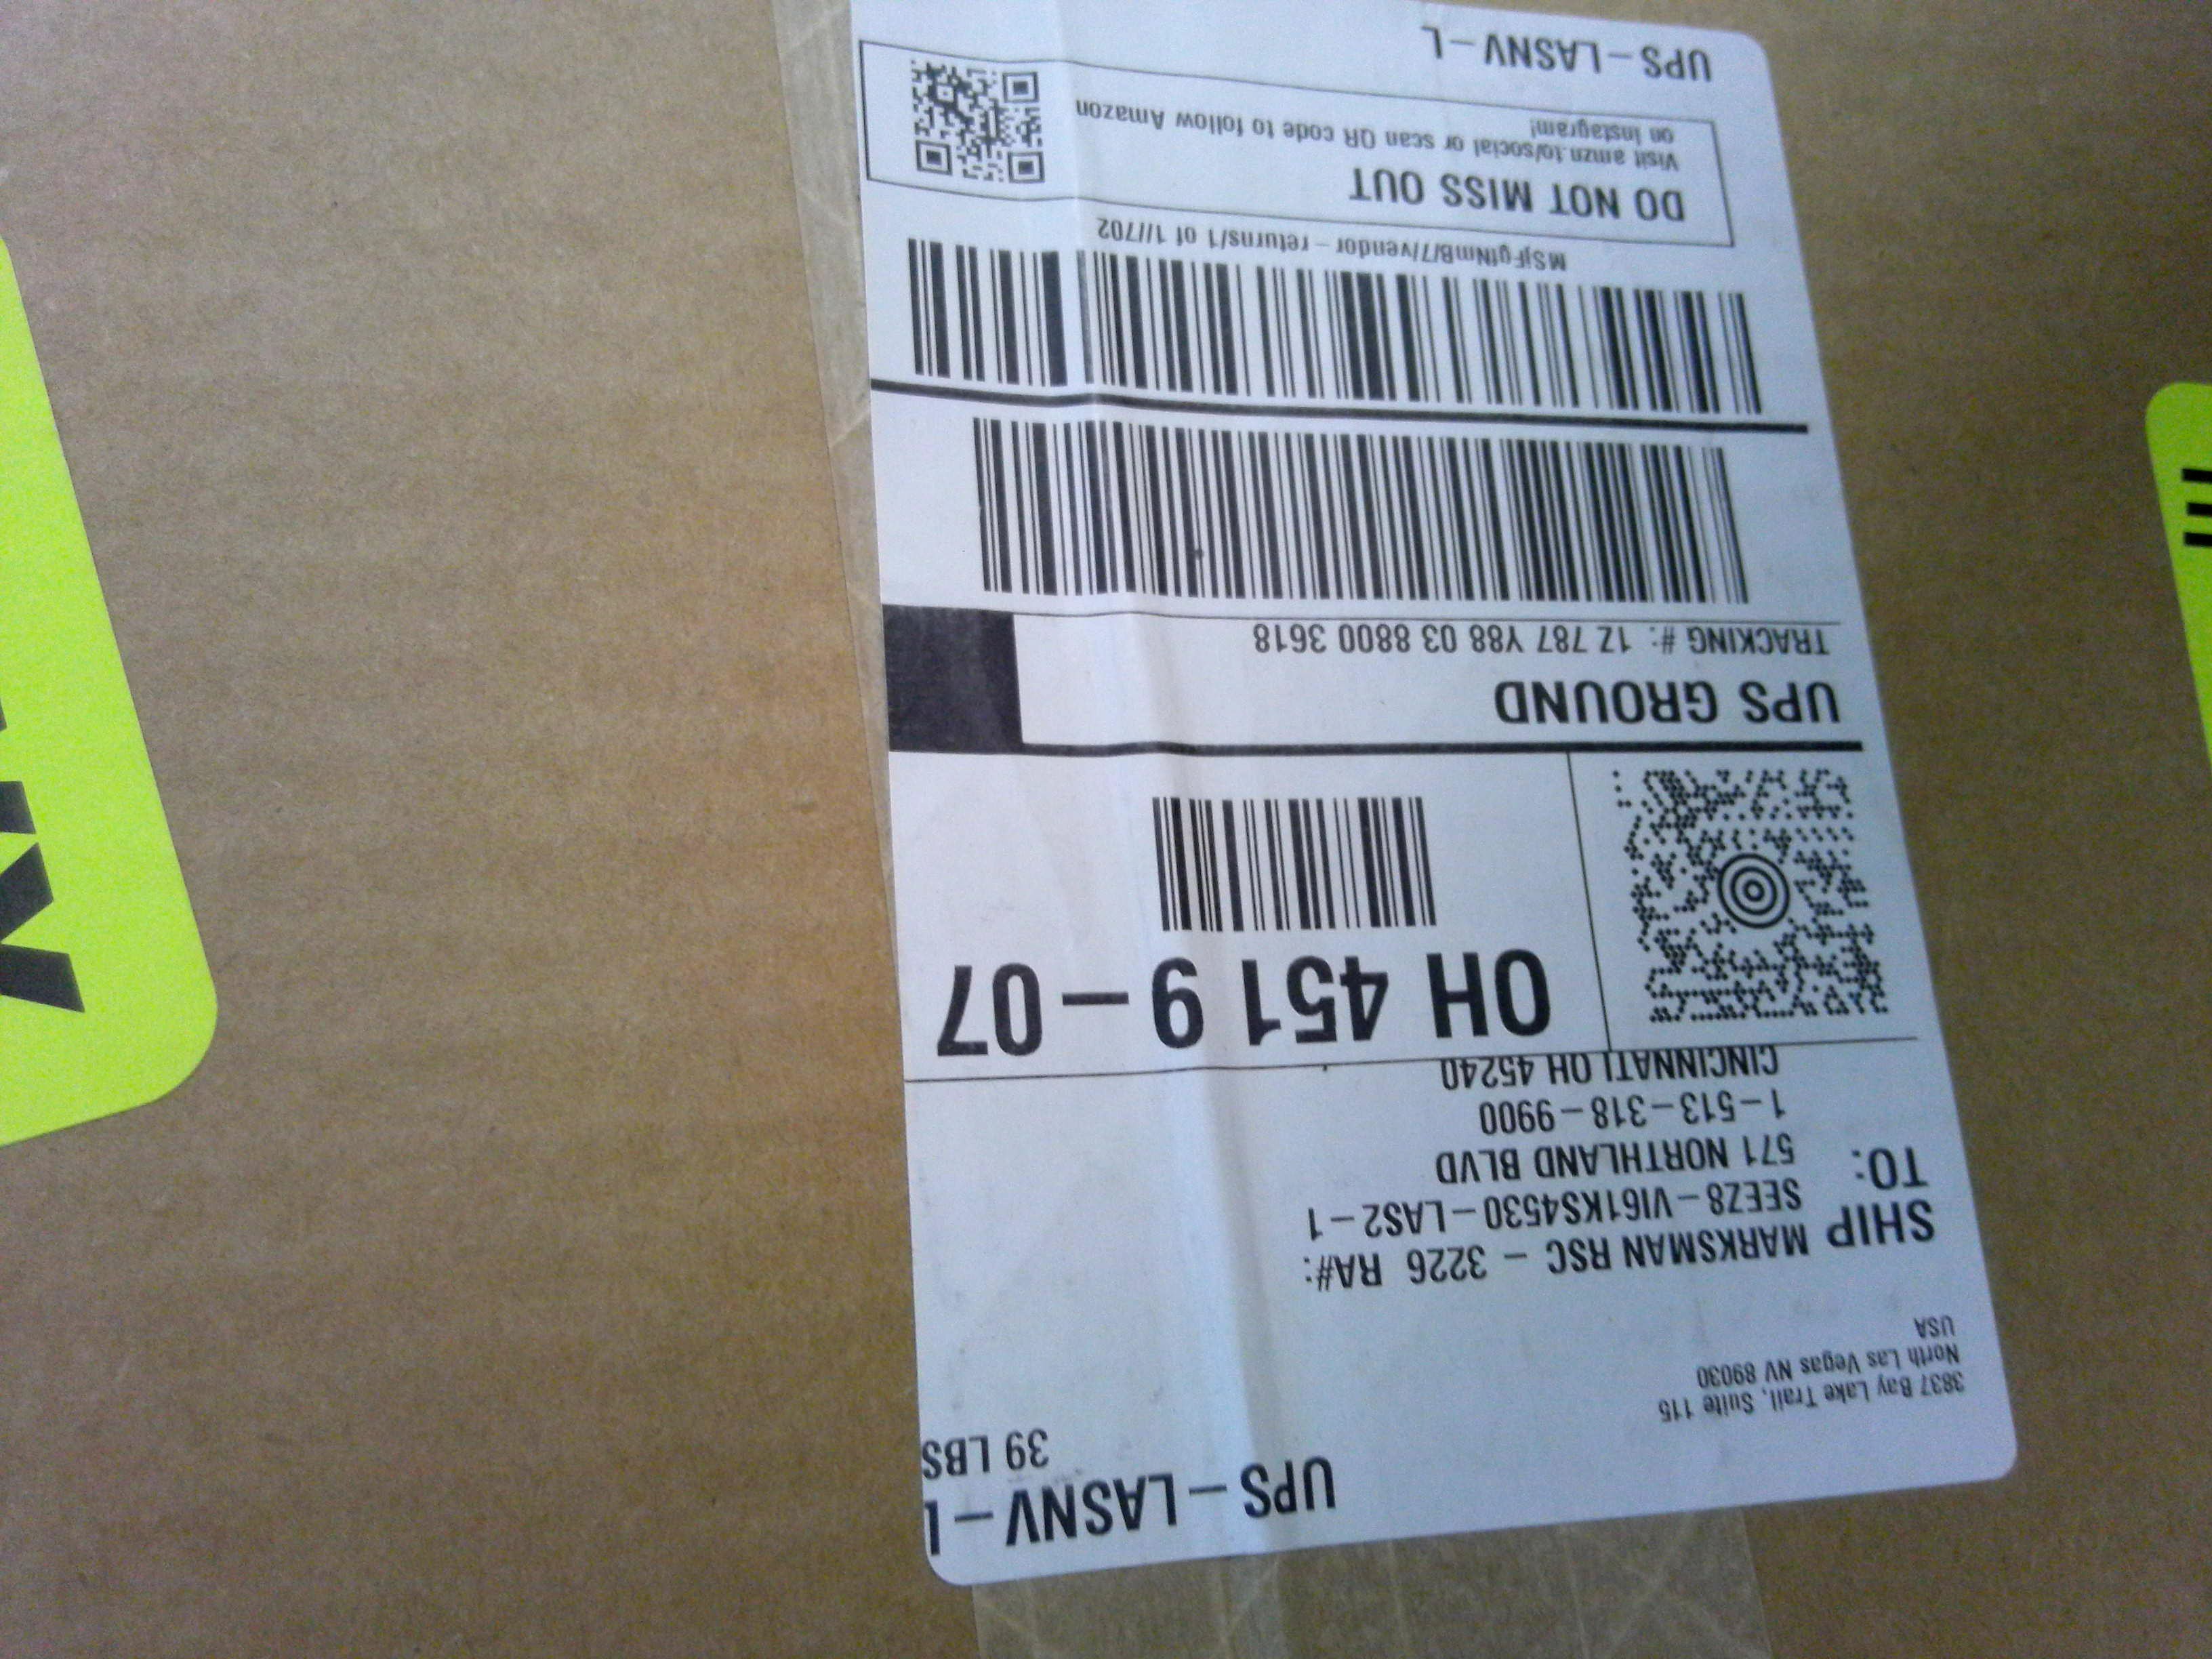 UPS – LASNV – L
39 LBS
3837 Bay Lake Trail, Suite 115
North Las Vegas NV 89030
USA
SHIP TO:
MARKSMAN RSC – 3226 RA#:
SEEZ8 – VI61KS4530 – LAS2 – 1
571 NORTHLAND BLVD
1 – 513 – 318 – 9900
CINCINNATI OH 45240
OH 451 9 – 07
UPS GROUND
TRACKING #: 1Z 787 Y88 03 8800 3618
MSjFgtNmB/7/vendor – returns/1 of 1///702
DO NOT MISS OUT
Visit amzn.to/social or scan QR code to follow Amazon
on Instagram!
UPS – LASNV – L